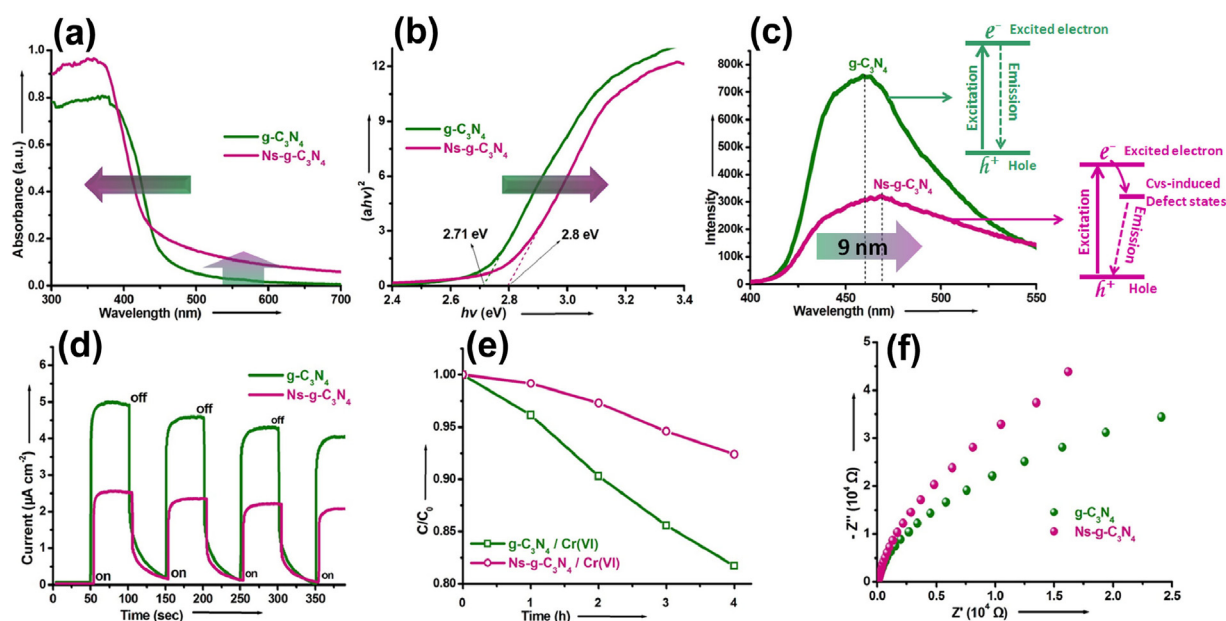 (a)
1.0
0.8
0.6
0.4
0.2
0.0
Absorbance (a.u.)
g-C₃N₄
Ns-g-C₃N₄
300 400 500 600 700
Wavelength (nm)
(b)
12
9
6
3
0
(ahv)²
g-C₃N₄
Ns-g-C₃N₄
2.71 eV
2.8 eV
2.4 2.6 2.8 3.0 3.2 3.4
hv (eV)
(c)
800k
700k
600k
500k
400k
300k
200k
100k
0
Intensity
g-C₃N₄
Ns-g-C₃N₄
9 nm
400 450 500 550
Wavelength (nm)
e⁻ Excited electron
Excitation
Emission
h⁺ Hole
e⁻ Excited electron
Cvs-induced
Defect states
Excitation
Emission
h⁺ Hole
(d)
6
5
4
3
2
1
0
Current (µA cm⁻²)
g-C₃N₄
Ns-g-C₃N₄
off
off
off
on
on
on
on
0 50 100 150 200 250 300 350
Time (sec)
(e)
1.00
0.95
0.90
0.85
0.80
C/C₀
g-C₃N₄ / Cr(VI)
Ns-g-C₃N₄ / Cr(VI)
0 1 2 3 4
Time (h)
(f)
5
4
3
2
1
0
- Z'' (10⁴ Ω)
g-C₃N₄
Ns-g-C₃N₄
0.0 0.5 1.0 1.5 2.0 2.5
Z' (10⁴ Ω)